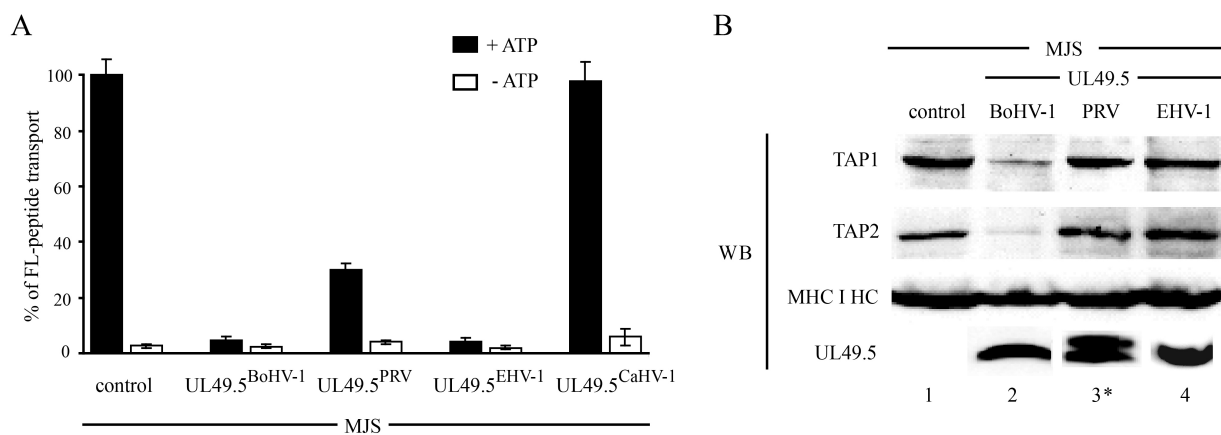 A
+ ATP
- ATP
% of FL-peptide transport
100
80
60
40
20
0
control
UL49.5BoHV-1
UL49.5PRV
UL49.5EHV-1
UL49.5CaHV-1
MJS
B
MJS
UL49.5
control BoHV-1 PRV EHV-1
WB
TAP1
TAP2
MHC I HC
UL49.5
1 2 3* 4